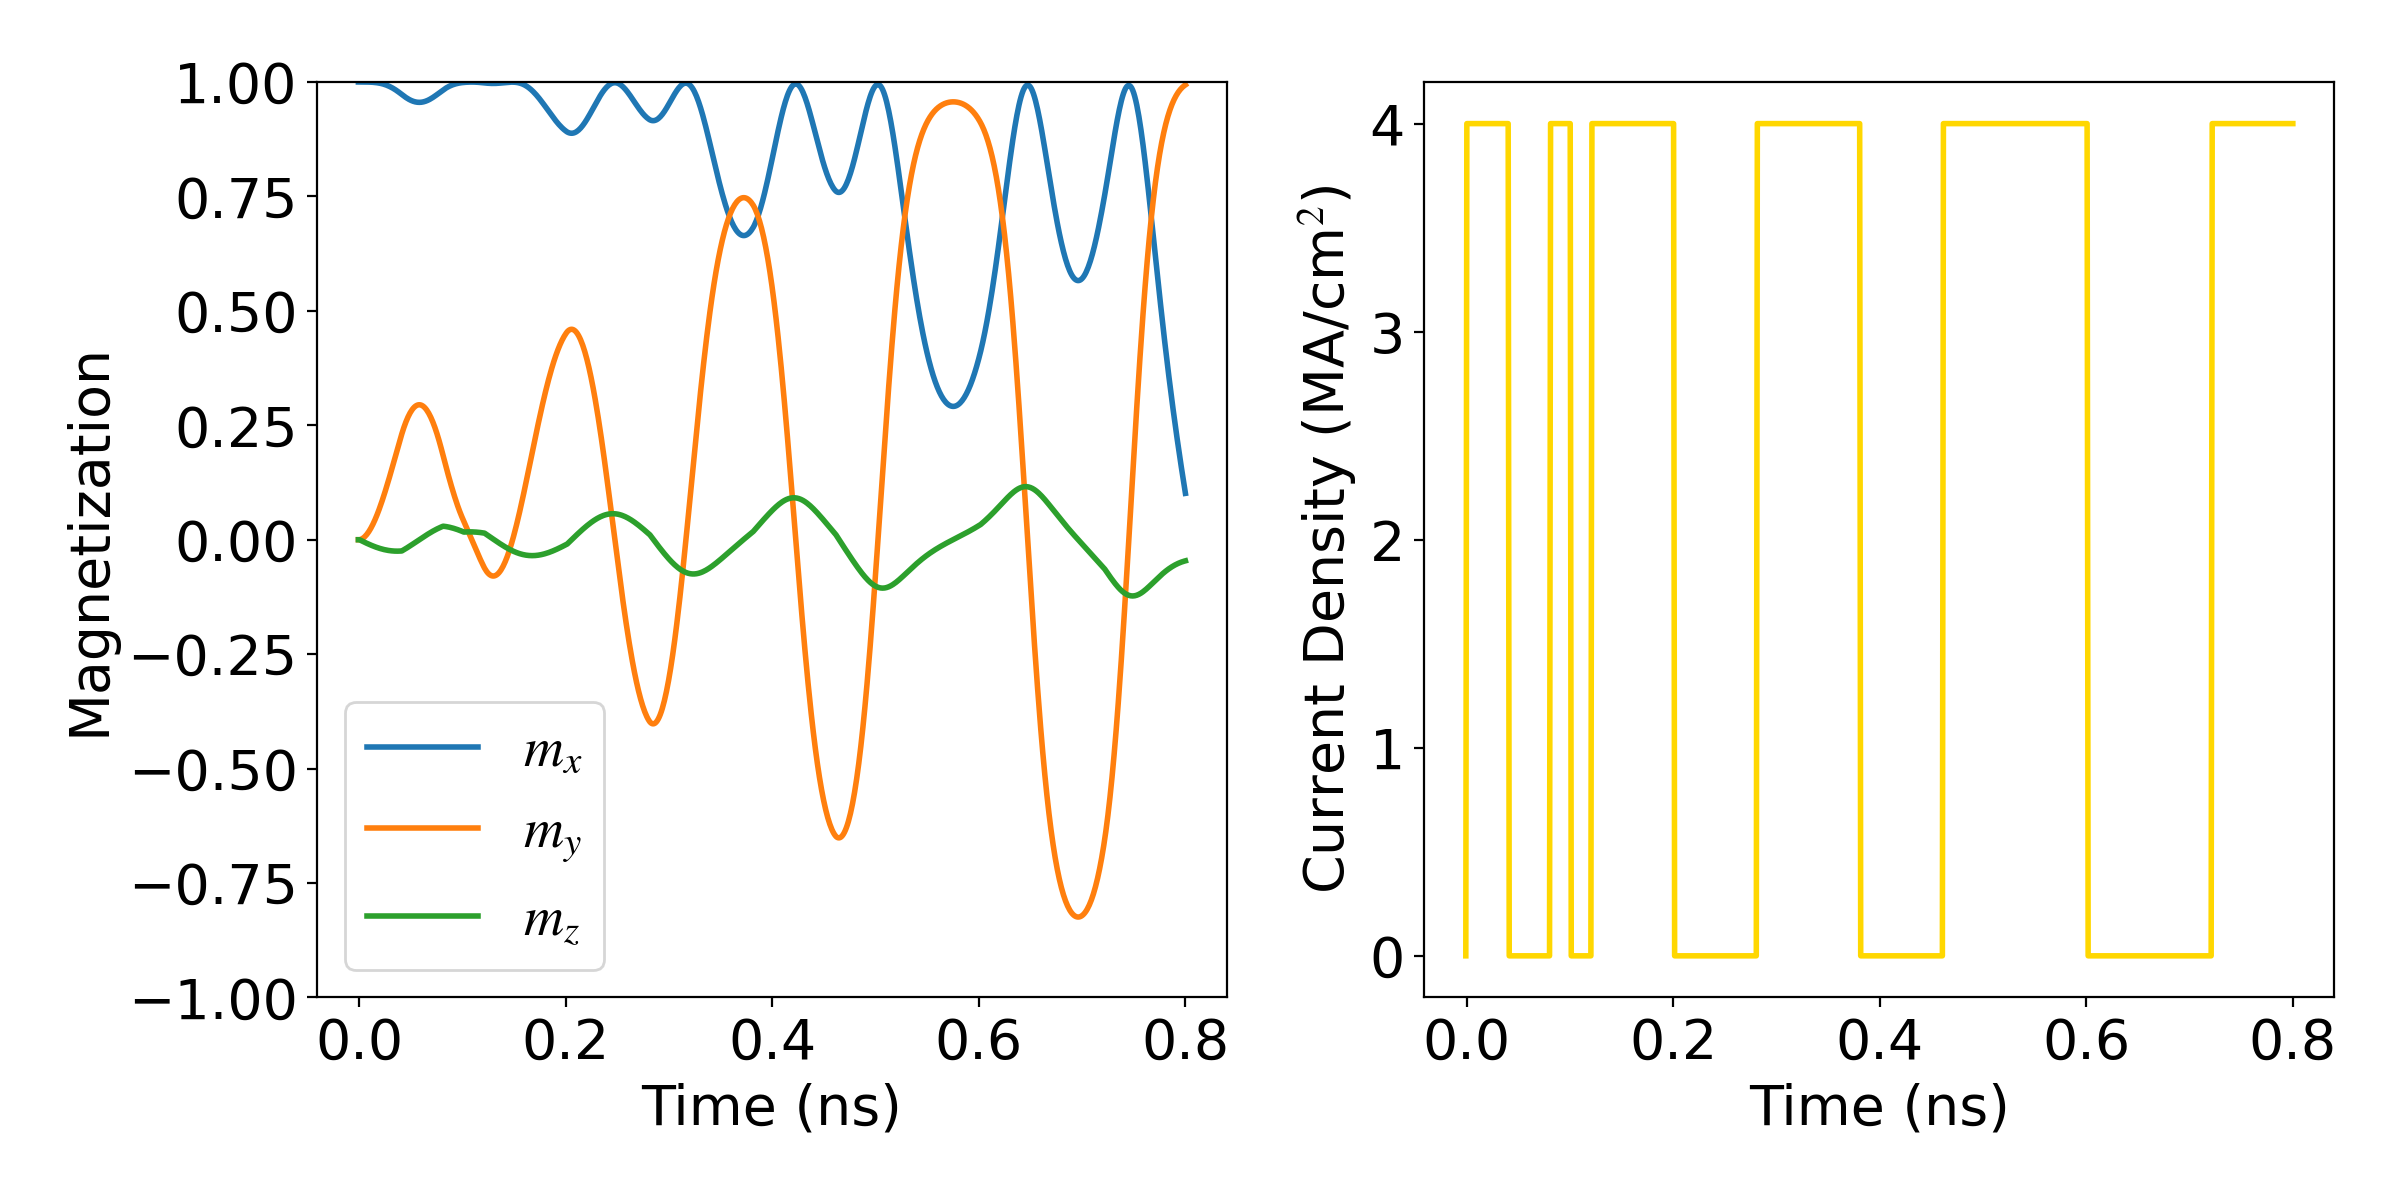 1.00
0.75
0.50
0.25
0.00
−0.25
−0.50
−0.75
−1.00
Magnetization
0.0 0.2 0.4 0.6 0.8
Time (ns)
m_x
m_y
m_z
4
3
2
1
0
Current Density (MA/cm²)
0.0 0.2 0.4 0.6 0.8
Time (ns)